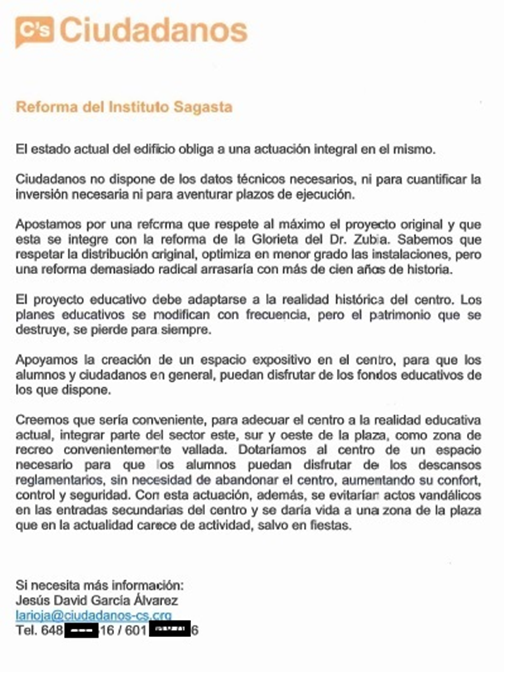 C's Ciudadanos
Reforma del Instituto Sagasta
El estado actual del edificio obliga a una actuación integral en el mismo.
Ciudadanos no dispone de los datos técnicos necesarios, ni para cuantificar la
inversión necesaria ni para aventurar plazos de ejecución.
Apostamos por una reforma que respete al máximo el proyecto original y que
esta se integre con la reforma de la Glorieta del Dr. Zubía. Sabemos que
respetar la distribución original, optimiza en menor grado las instalaciones, pero
una reforma demasiado radical arrasaría con más de cien años de historia.
El proyecto educativo debe adaptarse a la realidad histórica del centro. Los
planes educativos se modifican con frecuencia, pero el patrimonio que se
destruye, se pierde para siempre.
Apoyamos la creación de un espacio expositivo en el centro, para que los
alumnos y ciudadanos en general, puedan disfrutar de los fondos educativos de
los que dispone.
Creemos que sería conveniente, para adecuar el centro a la realidad educativa
actual, integrar parte del sector este, sur y oeste de la plaza, como zona de
recreo convenientemente vallada. Dotaríamos al centro de un espacio
necesario para que los alumnos puedan disfrutar de los descansos
reglamentarios, sin necesidad de abandonar el centro, aumentando su confort,
control y seguridad. Con esta actuación, además, se evitarían actos vandálicos
en las entradas secundarias del centro y se daría vida a una zona de la plaza
que en la actualidad carece de actividad, salvo en fiestas.
Si necesita más información:
Jesús David García Álvarez
larioja@ciudadanos-cs.org
Tel. 648 16 / 601 6